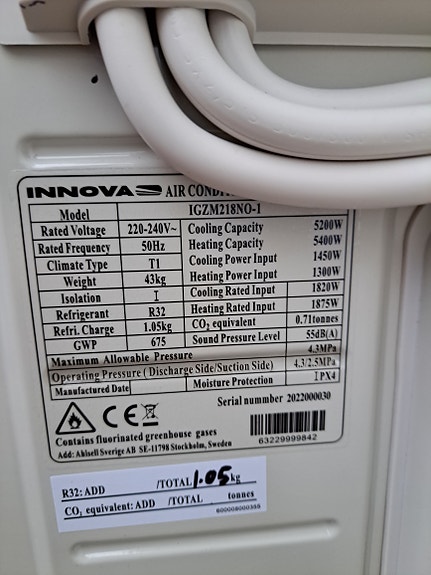 INNOVA AIR
Model IGZM218NO-1
Rated Voltage 220-240V~ Cooling Capacity 5200W
Rated Frequency 50Hz Heating Capacity 5400W
Climate Type T1 Cooling Power Input 1450W
Weight 43kg Heating Power Input 1300W
Isolation I Cooling Rated Input 1820W
Refrigerant R32 Heating Rated Input 1875W
Refri. Charge 1.05kg CO₂ equivalent 0.71tonnes
GWP 675 Sound Pressure Level 55dB(A)
Maximum Allowable Pressure 4.3MPa
Operating Pressure ( Discharge Side/Suction Side) 4.3/2.5MPa
Manufactured Date Moisture Protection IPX4
Serial nummber 2022000030
CE
63229999842
Contains fluorinated greenhouse gases
Add: Ahlsell Sverige AB SE-11798 Stockholm, Sweden
R32: ADD /TOTAL 1.05 kg
CO₂ equivalent: ADD /TOTAL tonnes